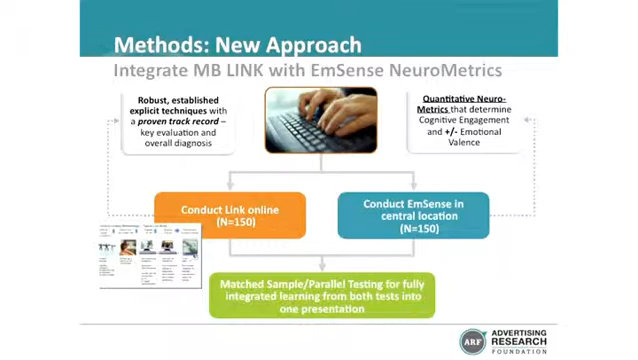 Methods: New Approach
Integrate MB LINK with EmSense NeuroMetrics
Robust, established
explicit techniques with
a proven track record –
key evaluation and
overall diagnosis
Quantitative Neuro-
Metrics that determine
Cognitive Engagement
and +/- Emotional
Valence
Conduct Link online
(N=150)
Conduct EmSense in
central location
(N=150)
Matched Sample/Parallel Testing for fully
integrated learning from both tests into
one presentation
ARF
ADVERTISING
RESEARCH
FOUNDATION